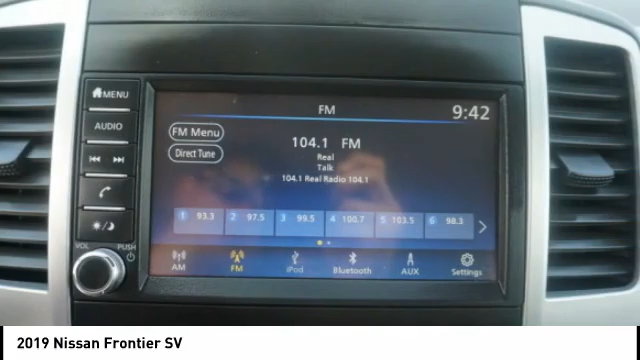 MENU
AUDIO
VOL
PUSH
FM
9:42
FM Menu
Direct Tune
104.1 FM
Real
Talk
104.1 Real Radio 104.1
1 93.3 2 97.5 3 99.5 4 100.7 5 103.5 6 98.3
AM FM iPod Bluetooth AUX Settings
2019 Nissan Frontier SV